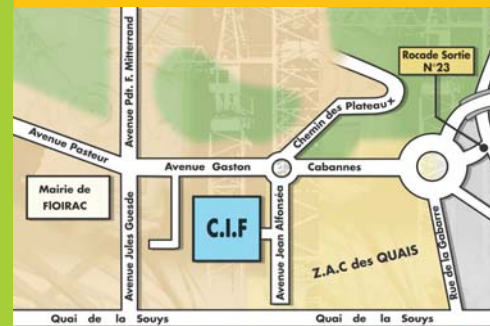 Avenue Pdt. F. Mitterrand
Rocade Sortie
N°23
Chemin des Plateaux
Avenue Pasteur
Avenue Gaston Cabannes
Mairie de
FlOIRAC
Avenue Jules Guesde
C.I.F
Avenue Jean Alfonséa
Z.A.C des QUAIS
Rue de la Gabarre
Quai de la Souys
Quai de la Souys